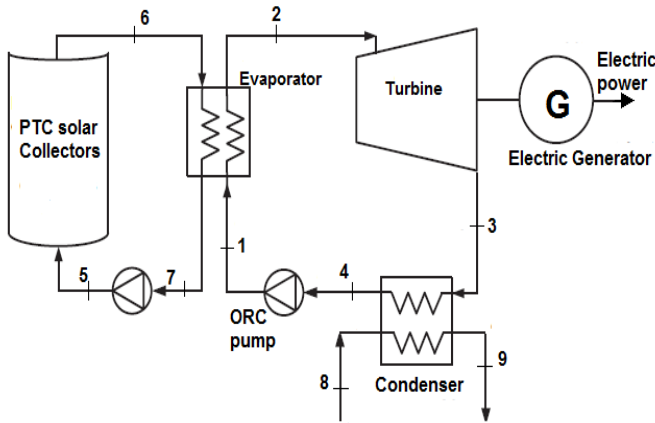 6
2
Evaporator
Turbine
Electric
power
G
PTC solar
Collectors
Electric Generator
3
1
5
7
4
ORC
pump
9
8
Condenser